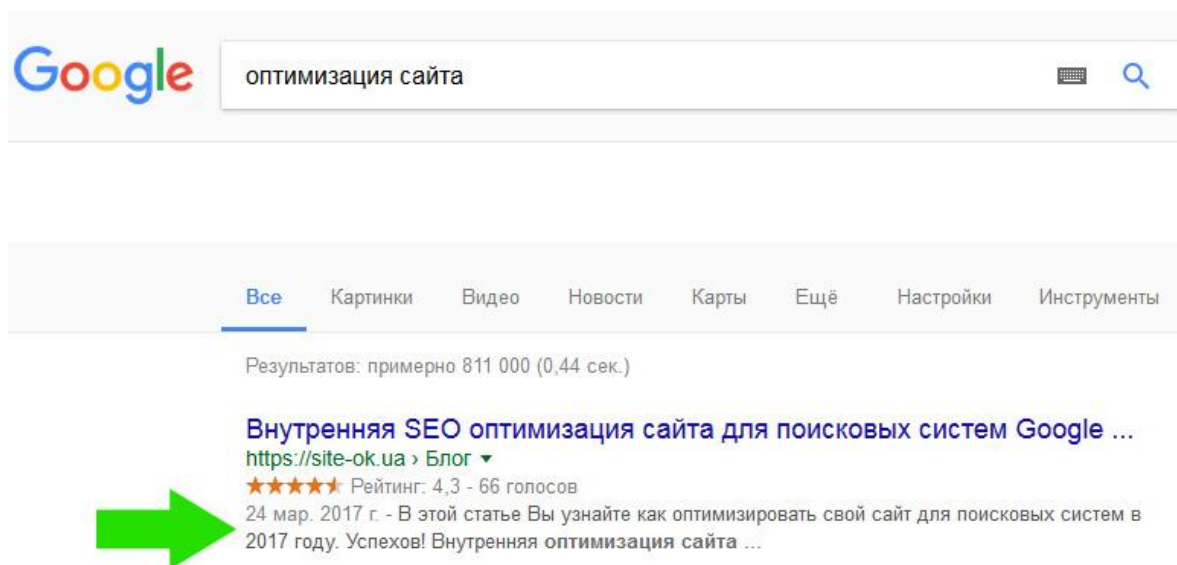 Google
оптимизация сайта
Все Картинки Видео Новости Карты Ещё Настройки Инструменты
Результатов: примерно 811 000 (0,44 сек.)
Внутренняя SEO оптимизация сайта для поисковых систем Google ...
https://site-ok.ua › Блог
Рейтинг: 4,3 - 66 голосов
24 мар. 2017 г. - В этой статье Вы узнайте как оптимизировать свой сайт для поисковых систем в
2017 году. Успехов! Внутренняя оптимизация сайта ...